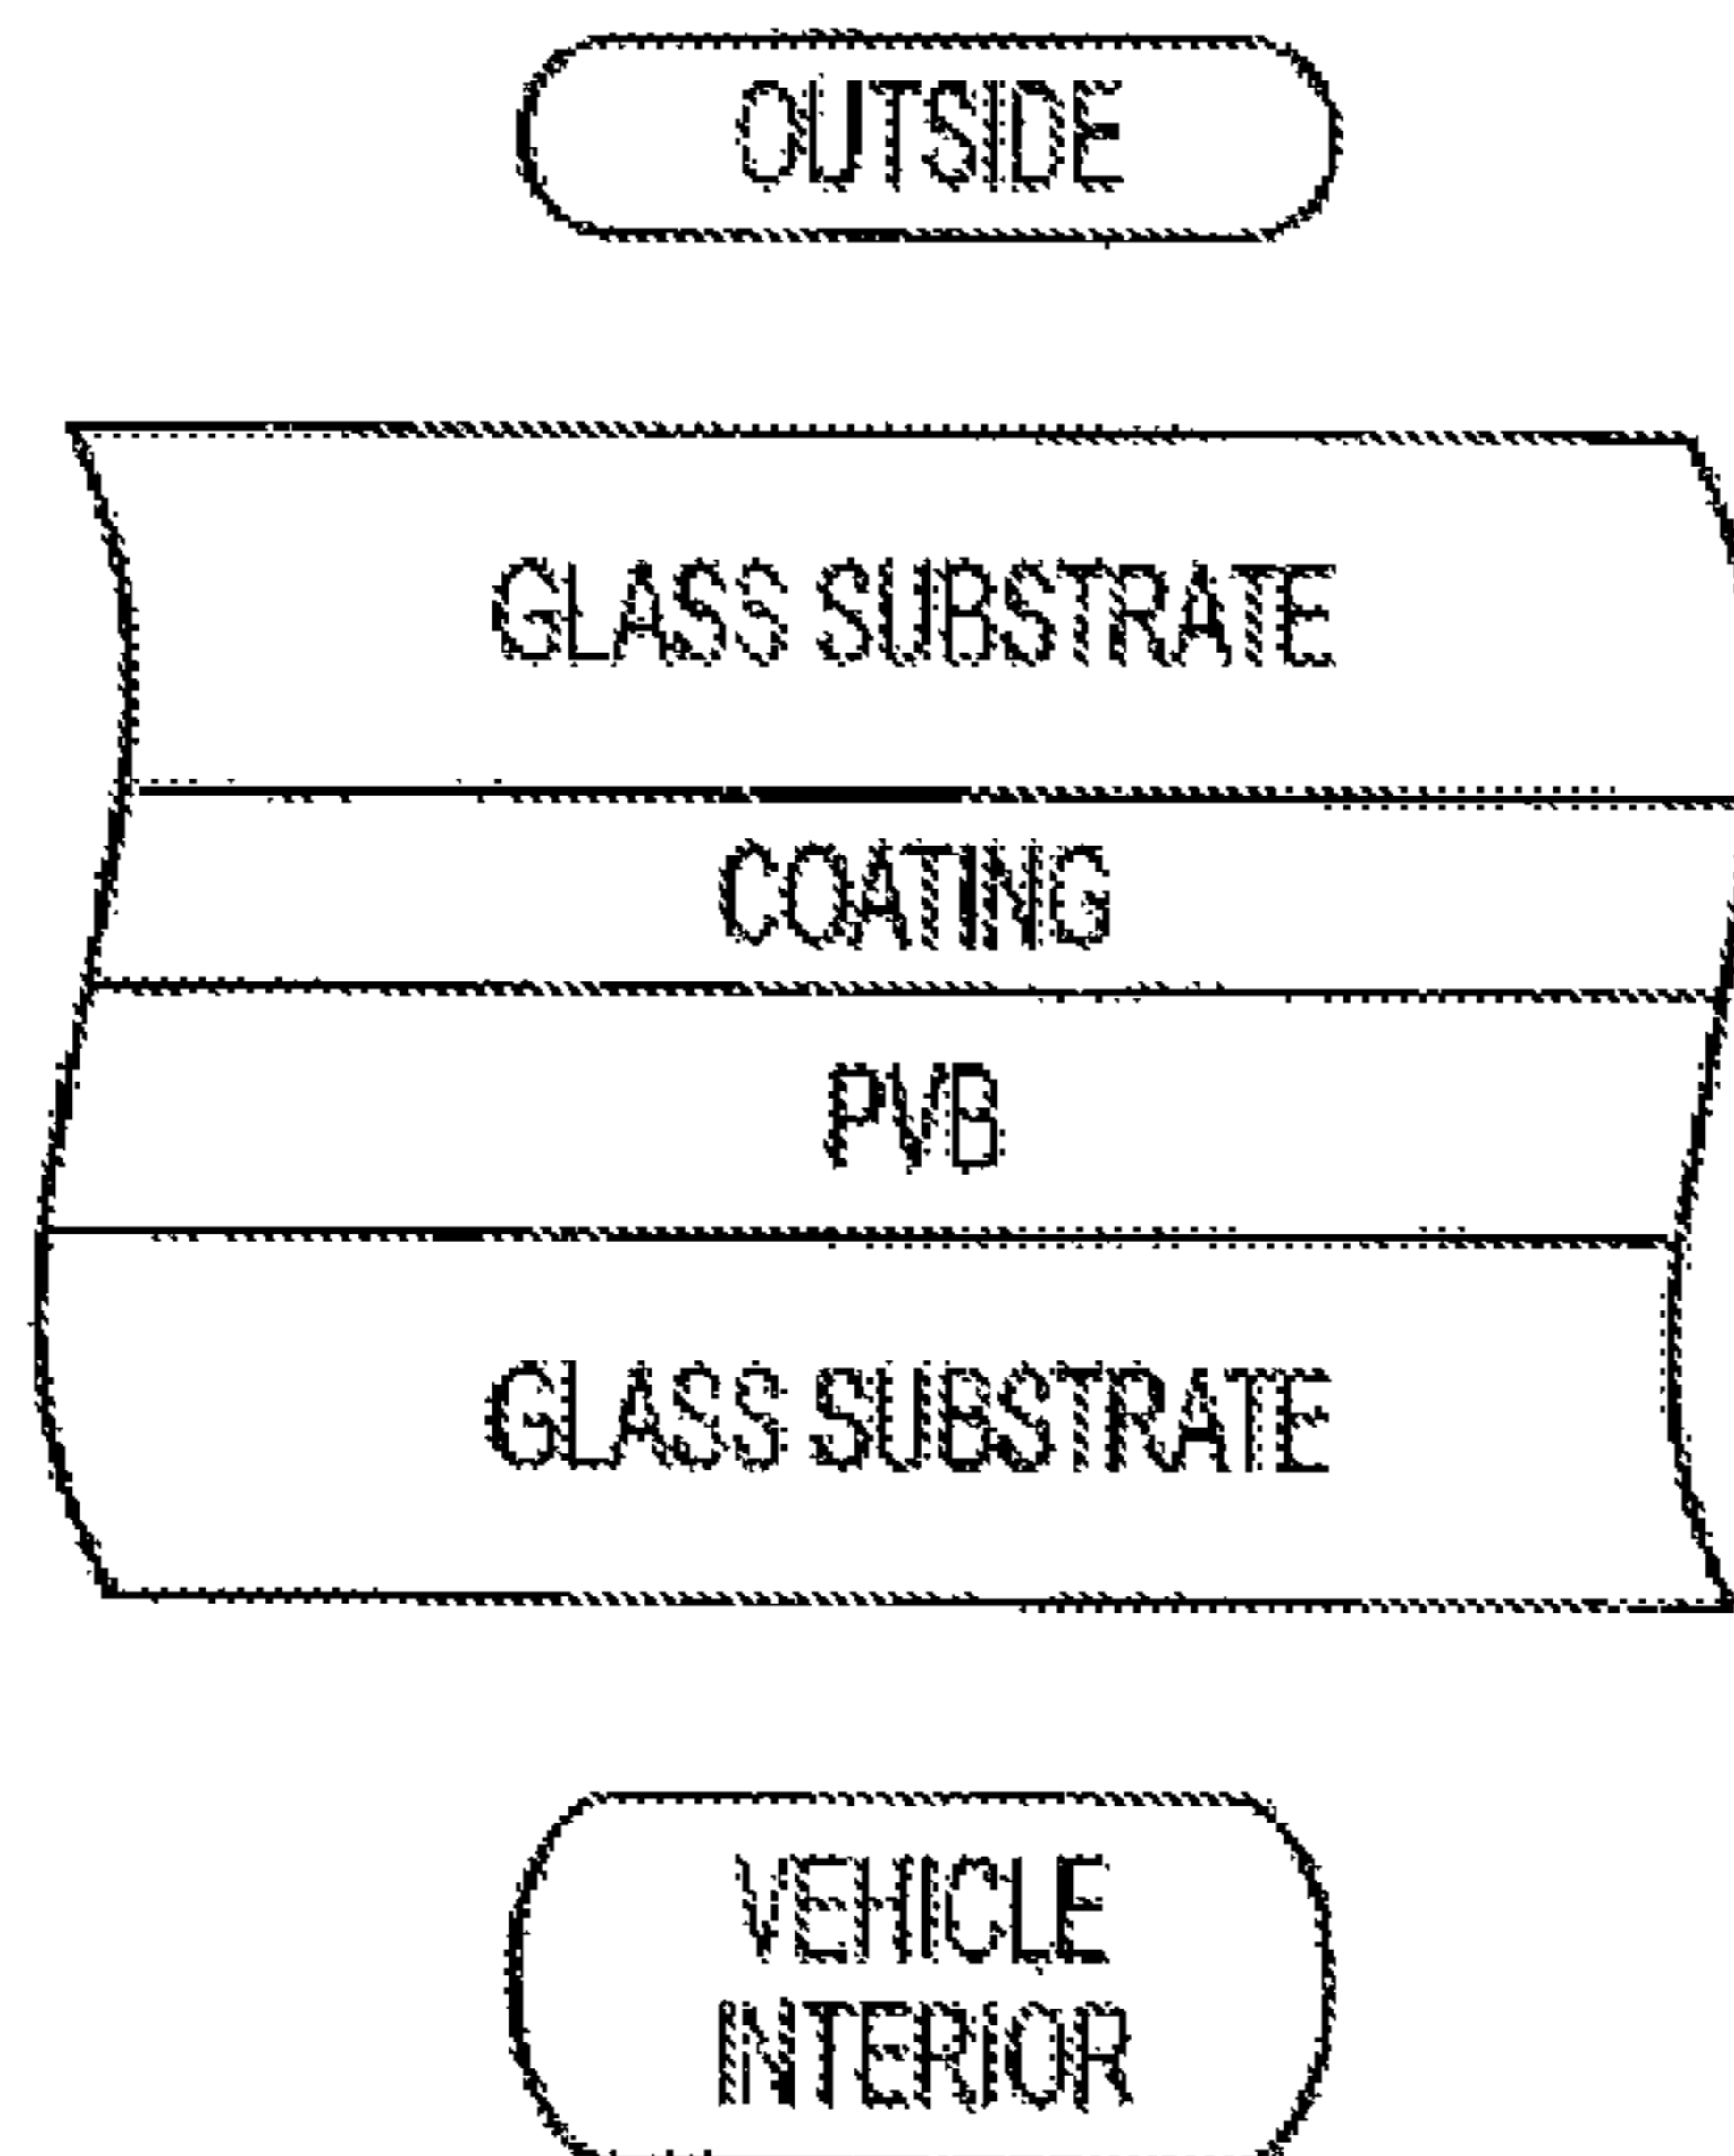 OUTSIDE
GLASS SUBSTRATE
COATING
PVB
GLASS SUBSTRATE
VEHICLE
INTERIOR